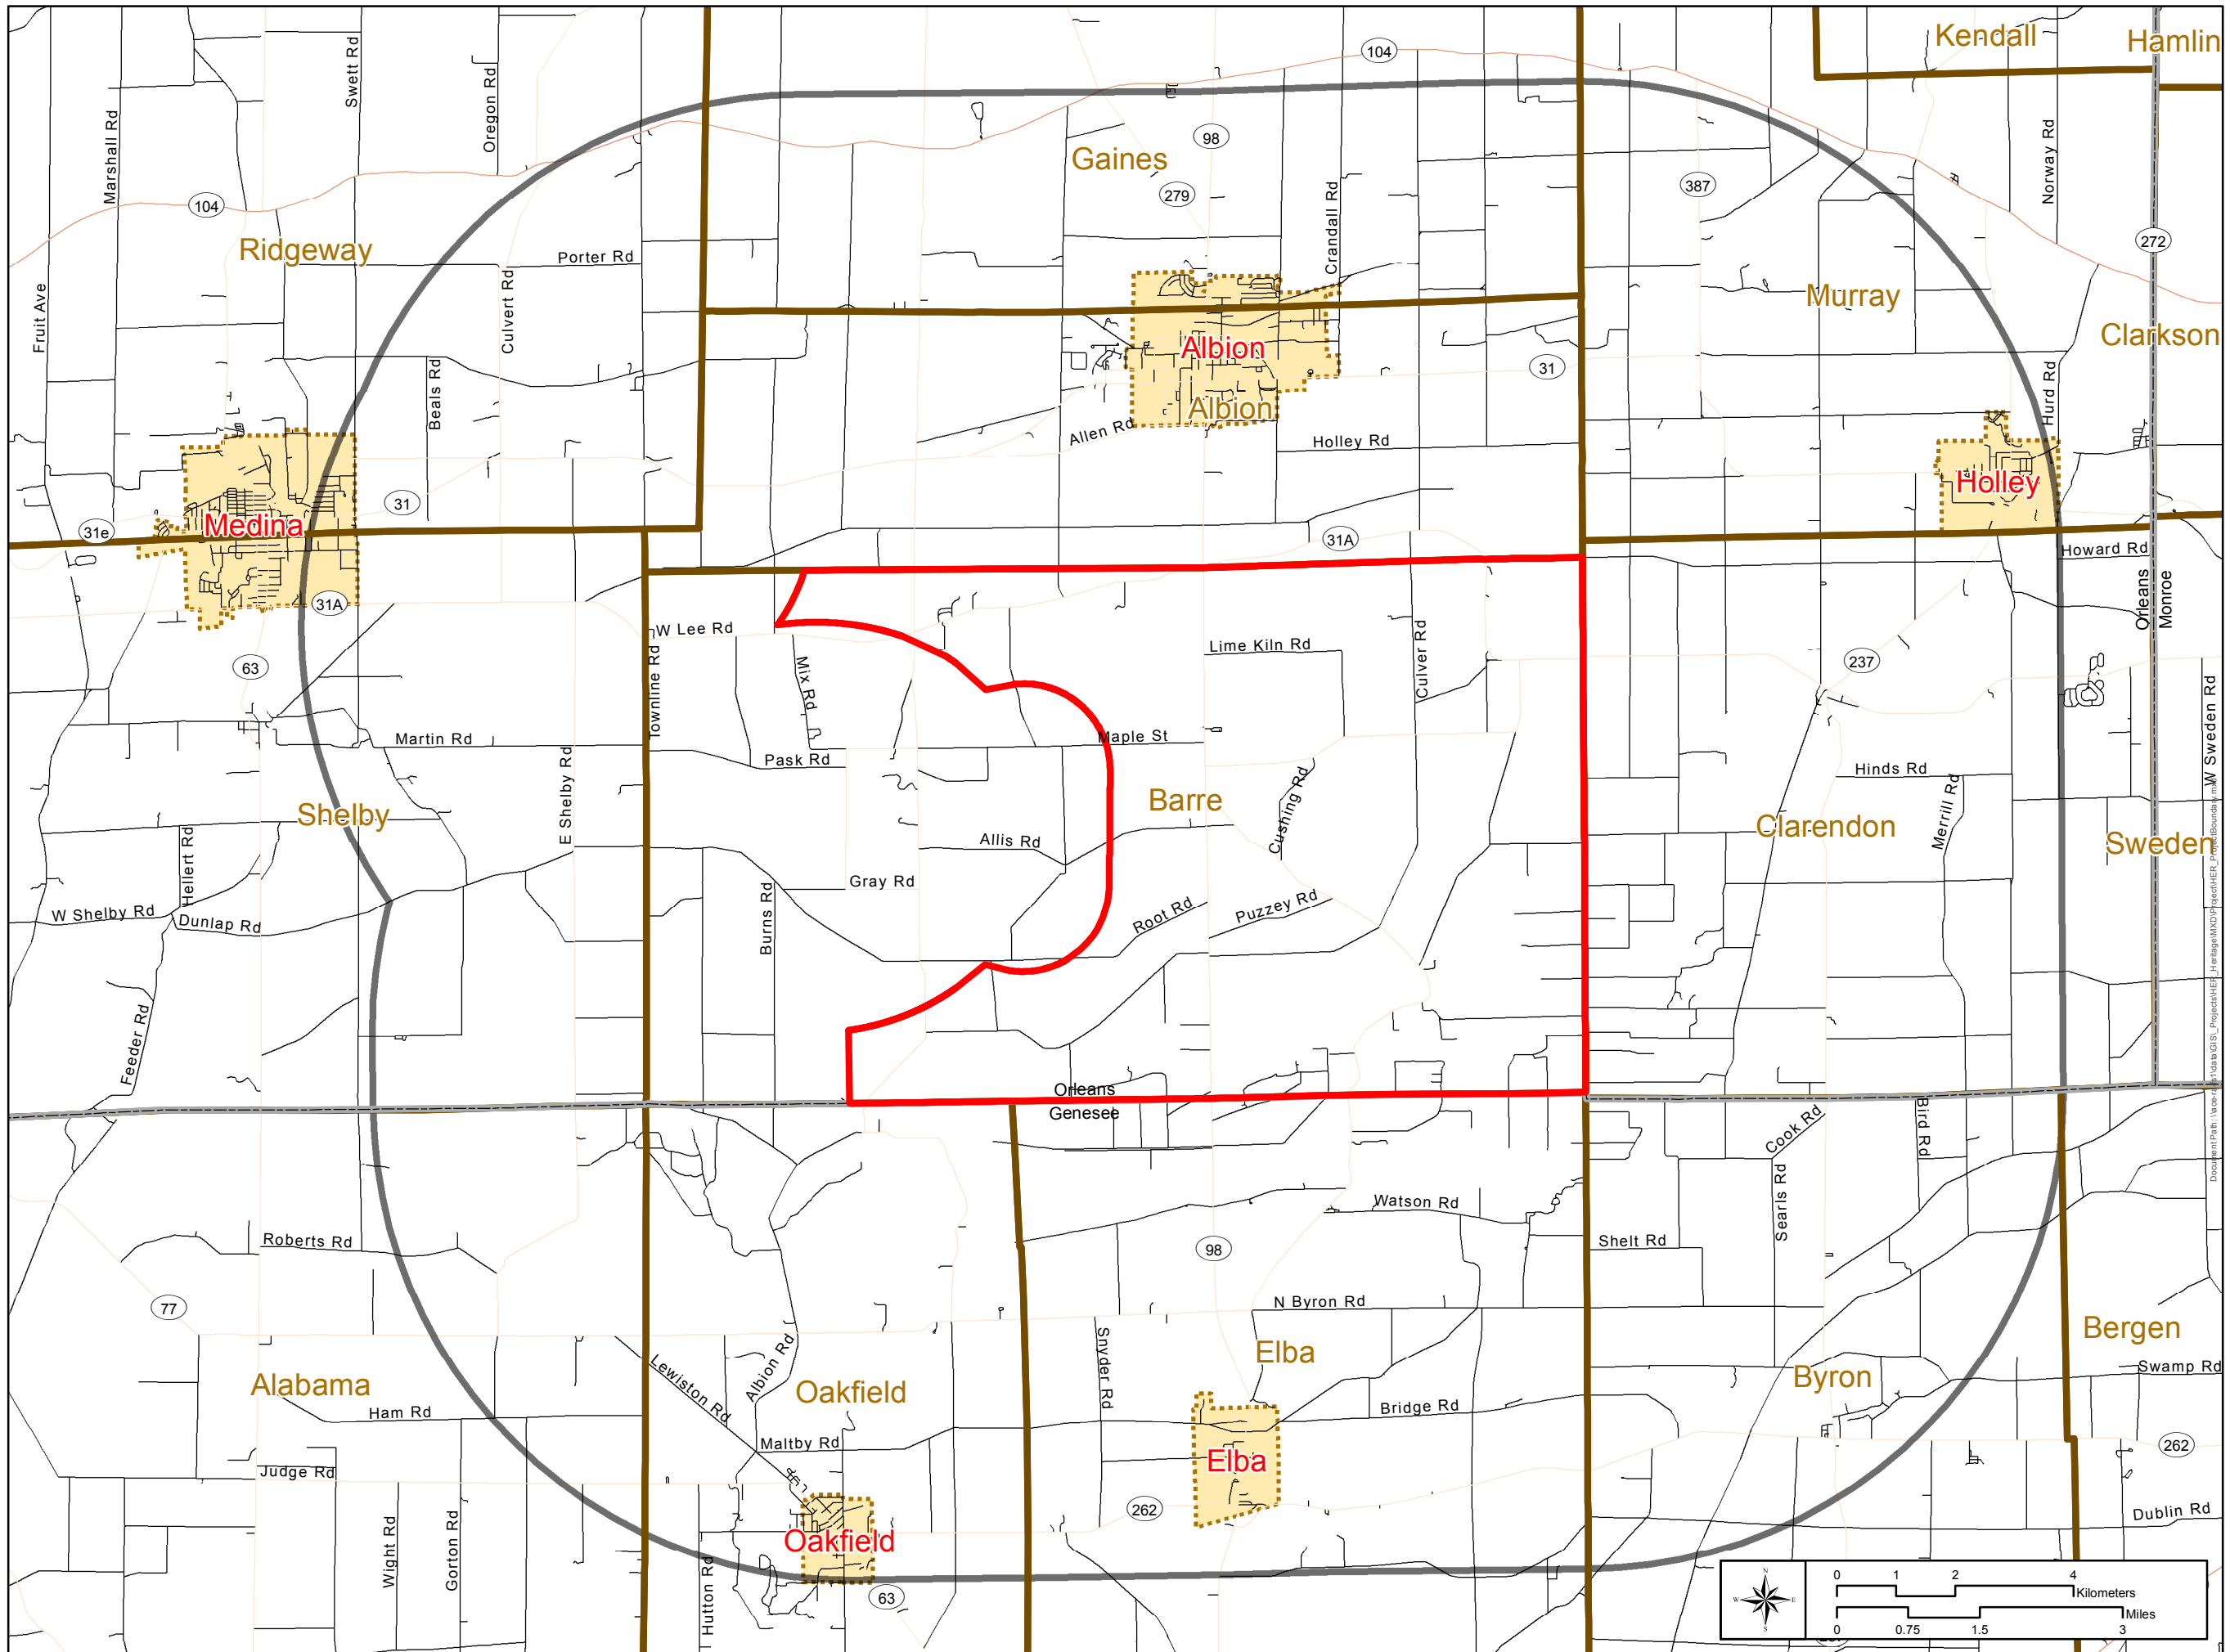 Kendall
Hamlin
104
Swett Rd
Oregon Rd
Marshall Rd
98
Gaines
279
387
Norway Rd
104
Crandall Rd
272
Ridgeway
Porter Rd
Culvert Rd
Fruit Ave
Murray
Clarkson
Albion
31
Beals Rd
Albion
Hurd Rd
Allen Rd
Holley Rd
Holley
31
Medina
31e
31A
Howard Rd
Orleans
Monroe
31A
W Lee Rd
Lime Kiln Rd
63
Mix Rd
Culver Rd
237
Townline Rd
W Sweden Rd
Martin Rd
Maple St
Pask Rd
Hinds Rd
E Shelby Rd
Barre
Cushing Rd
Merrill Rd
Shelby
Clarendon
Allis Rd
Sweden
Hellert Rd
Gray Rd
W Shelby Rd
Dunlap Rd
Burns Rd
Root Rd
Puzzey Rd
Feeder Rd
Orleans
Genesee
Cook Rd
Bird Rd
Watson Rd
Searls Rd
Roberts Rd
98
Shelt Rd
77
N Byron Rd
Snyder Rd
Elba
Bergen
Lewiston Rd
Albion Rd
Alabama
Oakfield
Byron
Swamp Rd
Ham Rd
Bridge Rd
Maltby Rd
262
Judge Rd
Elba
262
Dublin Rd
Wight Rd
Gorton Rd
Oakfield
Hutton Rd
63
N
W
E
S
0 1 2 4
Kilometers
Miles
0 0.75 1.5 3